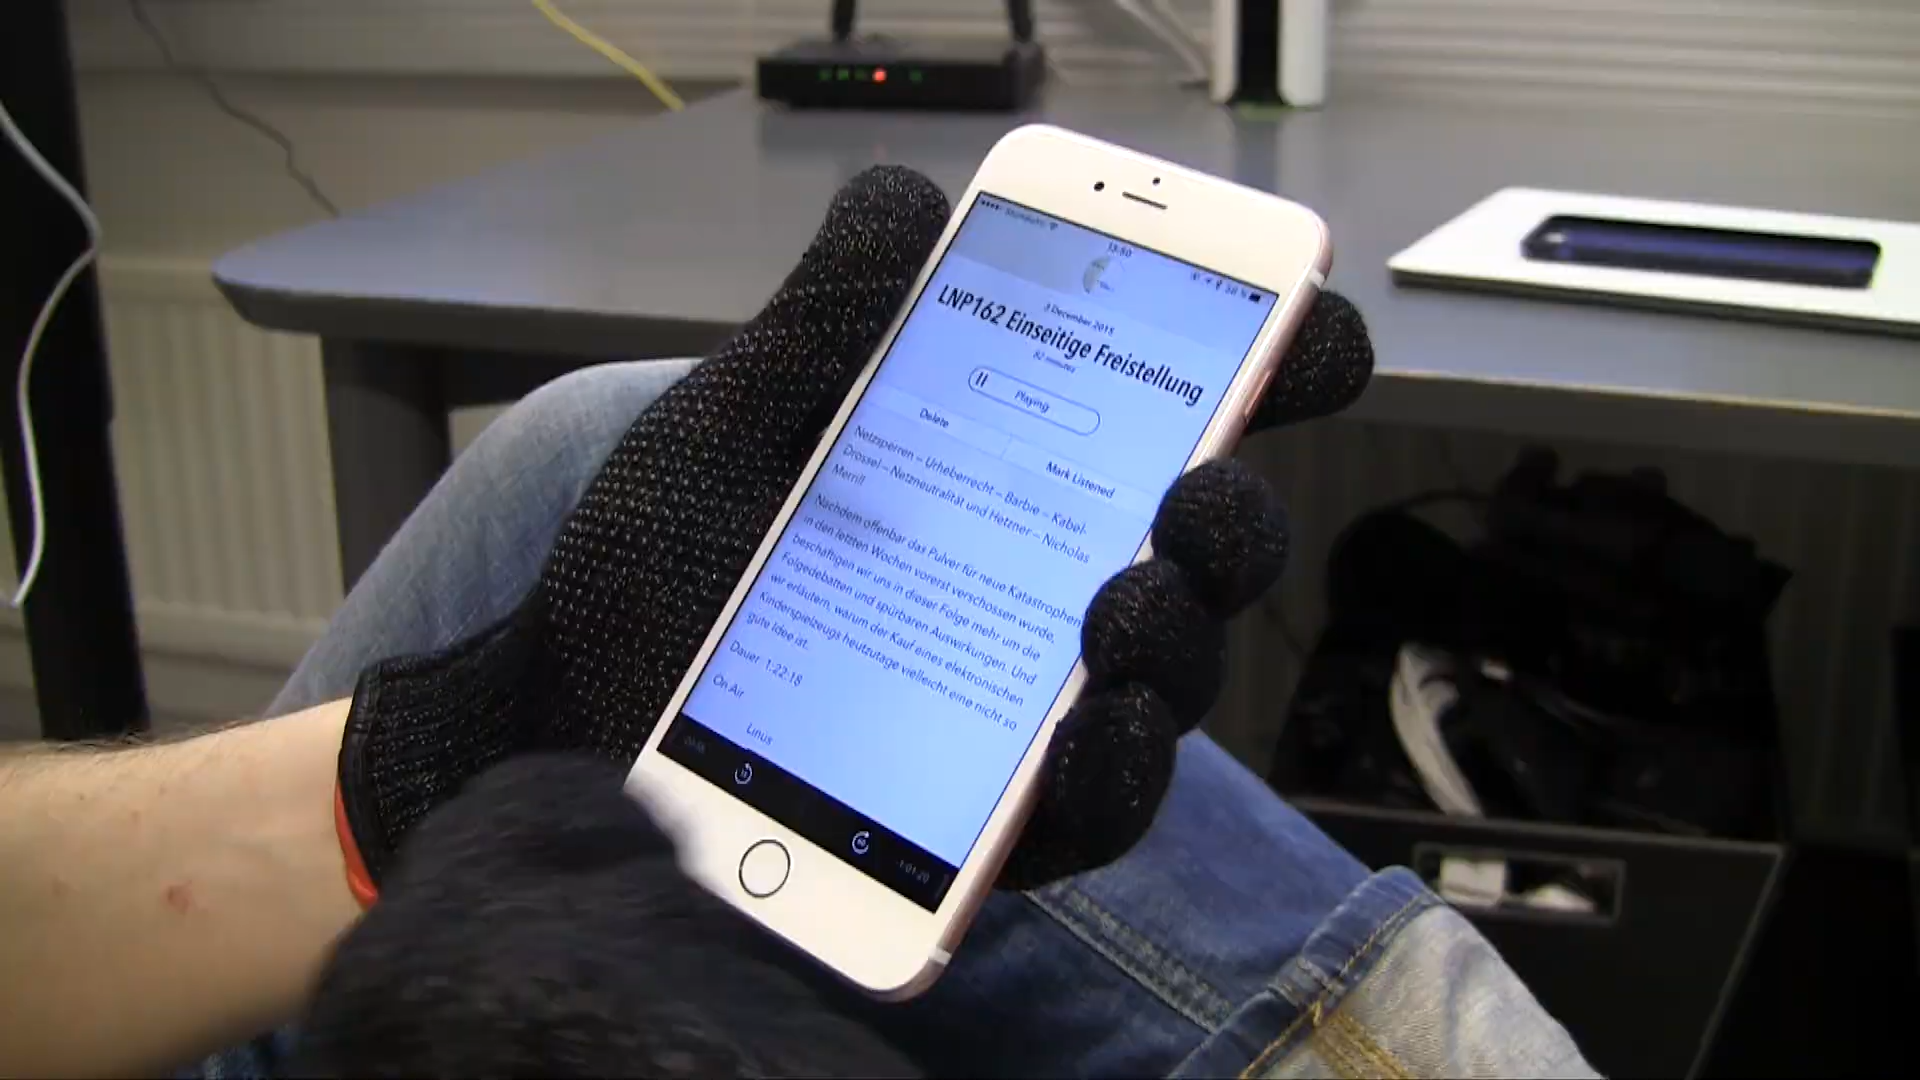 13:50
3 December 2015
LNP162 Einseitige Freistellung
82 minutes
Playing
Delete
Mark Listened
Netzsperren – Urheberrecht – Barbie – Kabel-
Drossel – Netzneutralität und Hetzner – Nicholas
Merrill
Nachdem offenbar das Pulver für neue Katastrophen
in den letzten Wochen vorerst verschossen wurde,
beschäftigen wir uns in dieser Folge mehr um die
Folgedebatten und spürbaren Auswirkungen. Und
wir erläutern, warum der Kauf eines elektronischen
Kinderspielzeugs heutzutage vielleicht eine nicht so
gute Idee ist.
Dauer: 1:22:18
On Air
Linus
-1:01:20